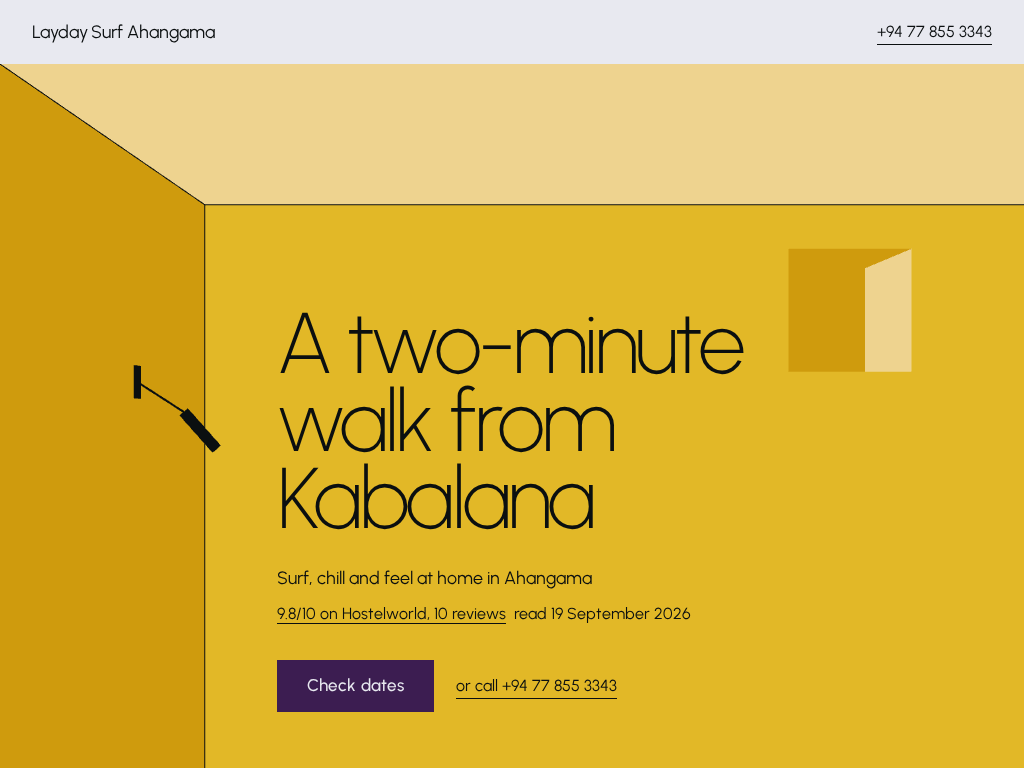 Layday Surf Ahangama
+94 77 855 3343
A two-minute
walk from
Kabalana
Surf, chill and feel at home in Ahangama
9.8/10 on Hostelworld, 10 reviews read 19 September 2026
Check dates
or call +94 77 855 3343